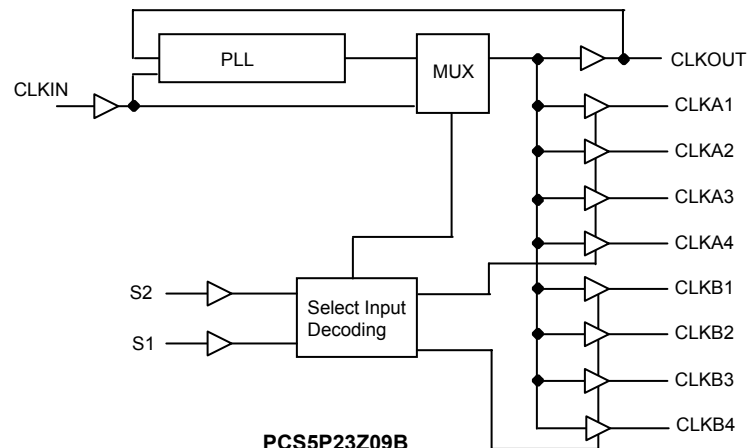 PLL
CLKOUT
MUX
CLKIN
CLKA1
CLKA2
CLKA3
CLKA4
S2
Select Input
Decoding
S1
CLKB1
CLKB2
CLKB3
CLKB4
PCS5P23Z09B